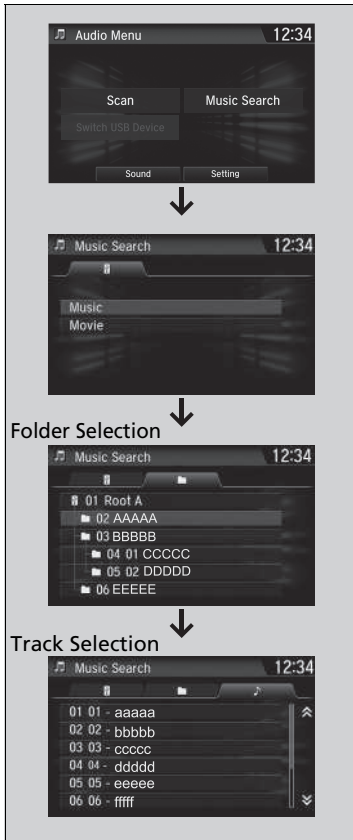 Audio Menu 12:34
Scan Music Search
Switch USB Device
Sound Setting
Music Search 12:34
Music
Movie
Folder Selection
Music Search 12:34
01 Root A
02 AAAAA
03 BBBBB
04 01 CCCCC
05 02 DDDDD
06 EEEEE
Track Selection
Music Search 12:34
01 01 - aaaaa
02 02 - bbbbb
03 03 - ccccc
04 04 - ddddd
05 05 - eeeee
06 06 - fffff